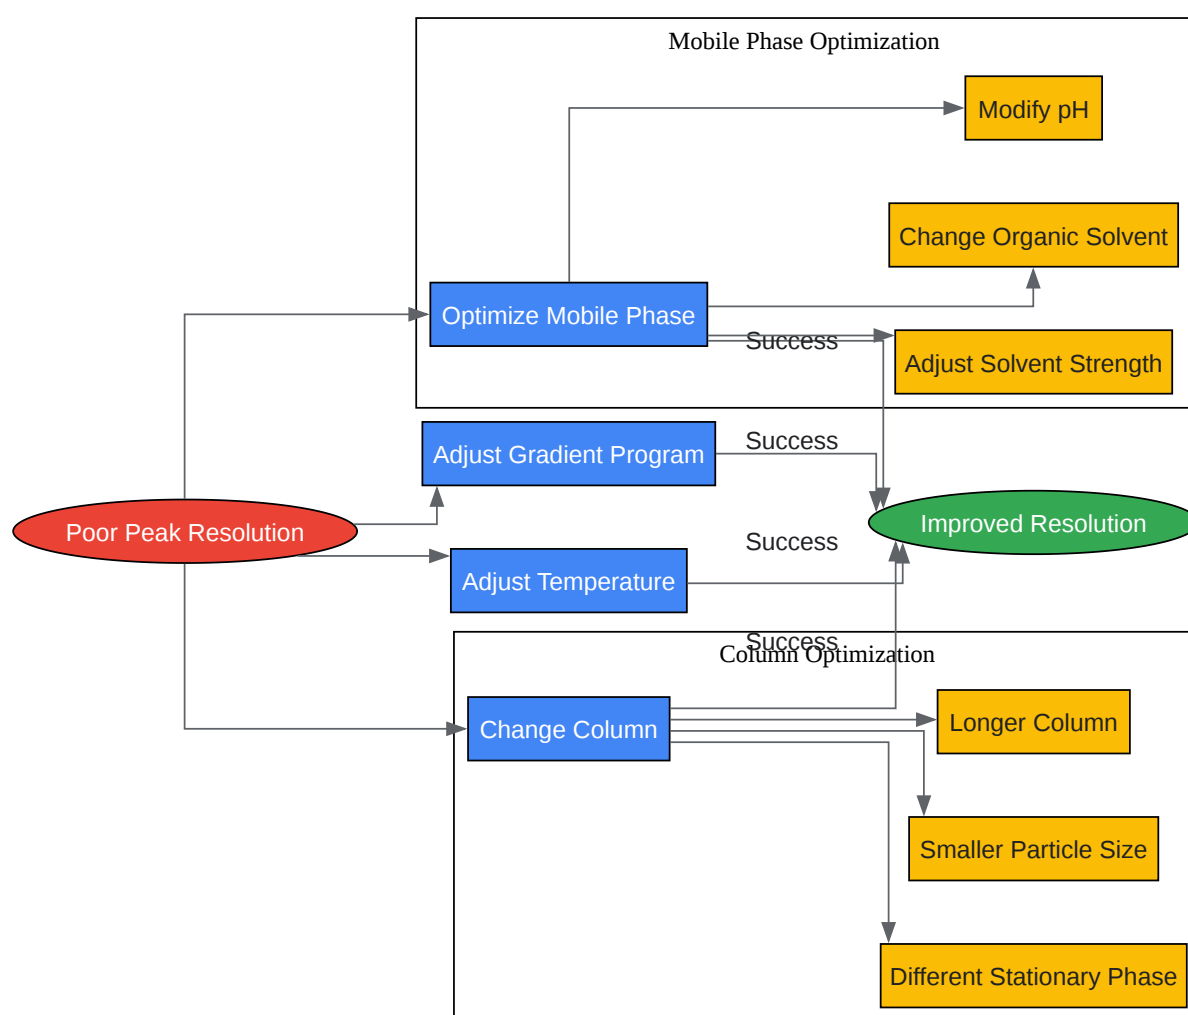 Mobile Phase Optimization
Modify pH
Change Organic Solvent
Optimize Mobile Phase
Success
Adjust Solvent Strength
Adjust Gradient Program
Success
Poor Peak Resolution
Improved Resolution
Success
Adjust Temperature
Success
Column Optimization
Change Column
Longer Column
Smaller Particle Size
Different Stationary Phase